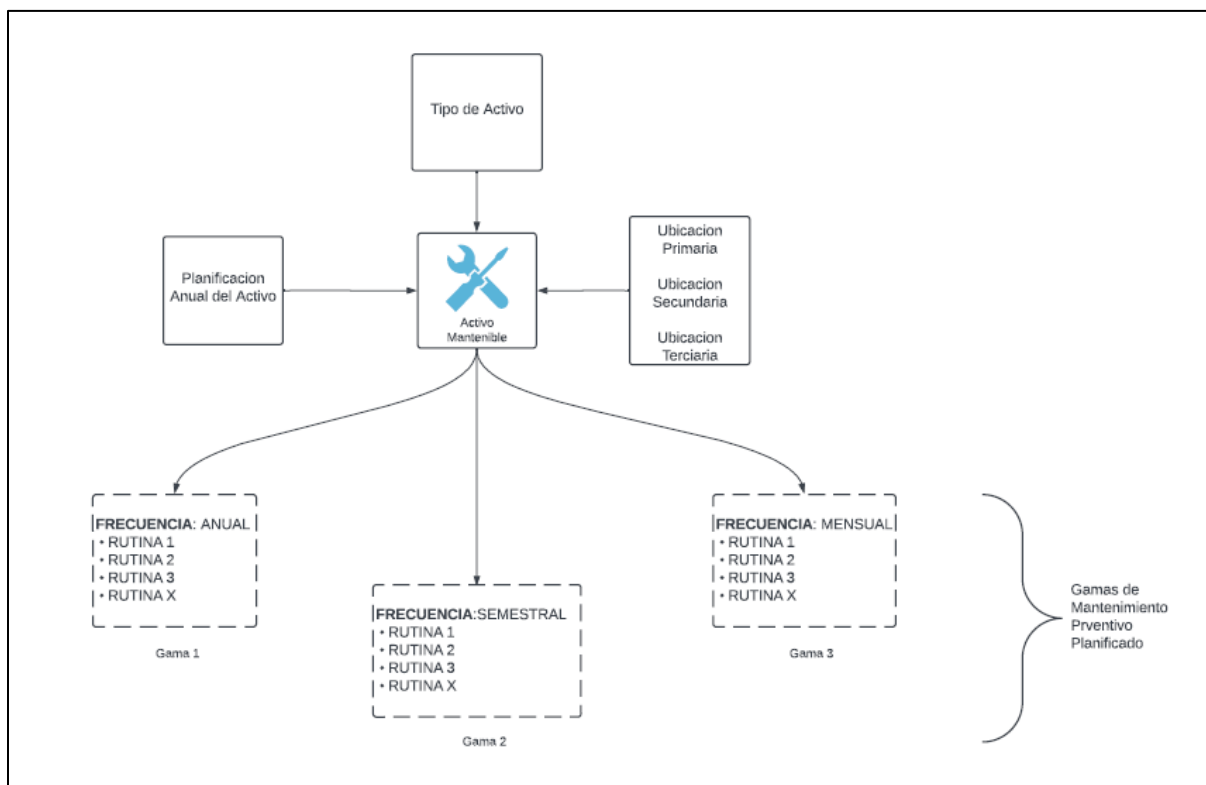 Tipo de Activo
Planificacion
Anual del Activo
Activo
Mantenible
Ubicacion
Primaria
Ubicacion
Secundaria
Ubicacion
Terciaria
FRECUENCIA: ANUAL
• RUTINA 1
• RUTINA 2
• RUTINA 3
• RUTINA X
Gama 1
FRECUENCIA:SEMESTRAL
• RUTINA 1
• RUTINA 2
• RUTINA 3
• RUTINA X
Gama 2
FRECUENCIA: MENSUAL
• RUTINA 1
• RUTINA 2
• RUTINA 3
• RUTINA X
Gama 3
Gamas de
Mantenimiento
Prventivo
Planificado